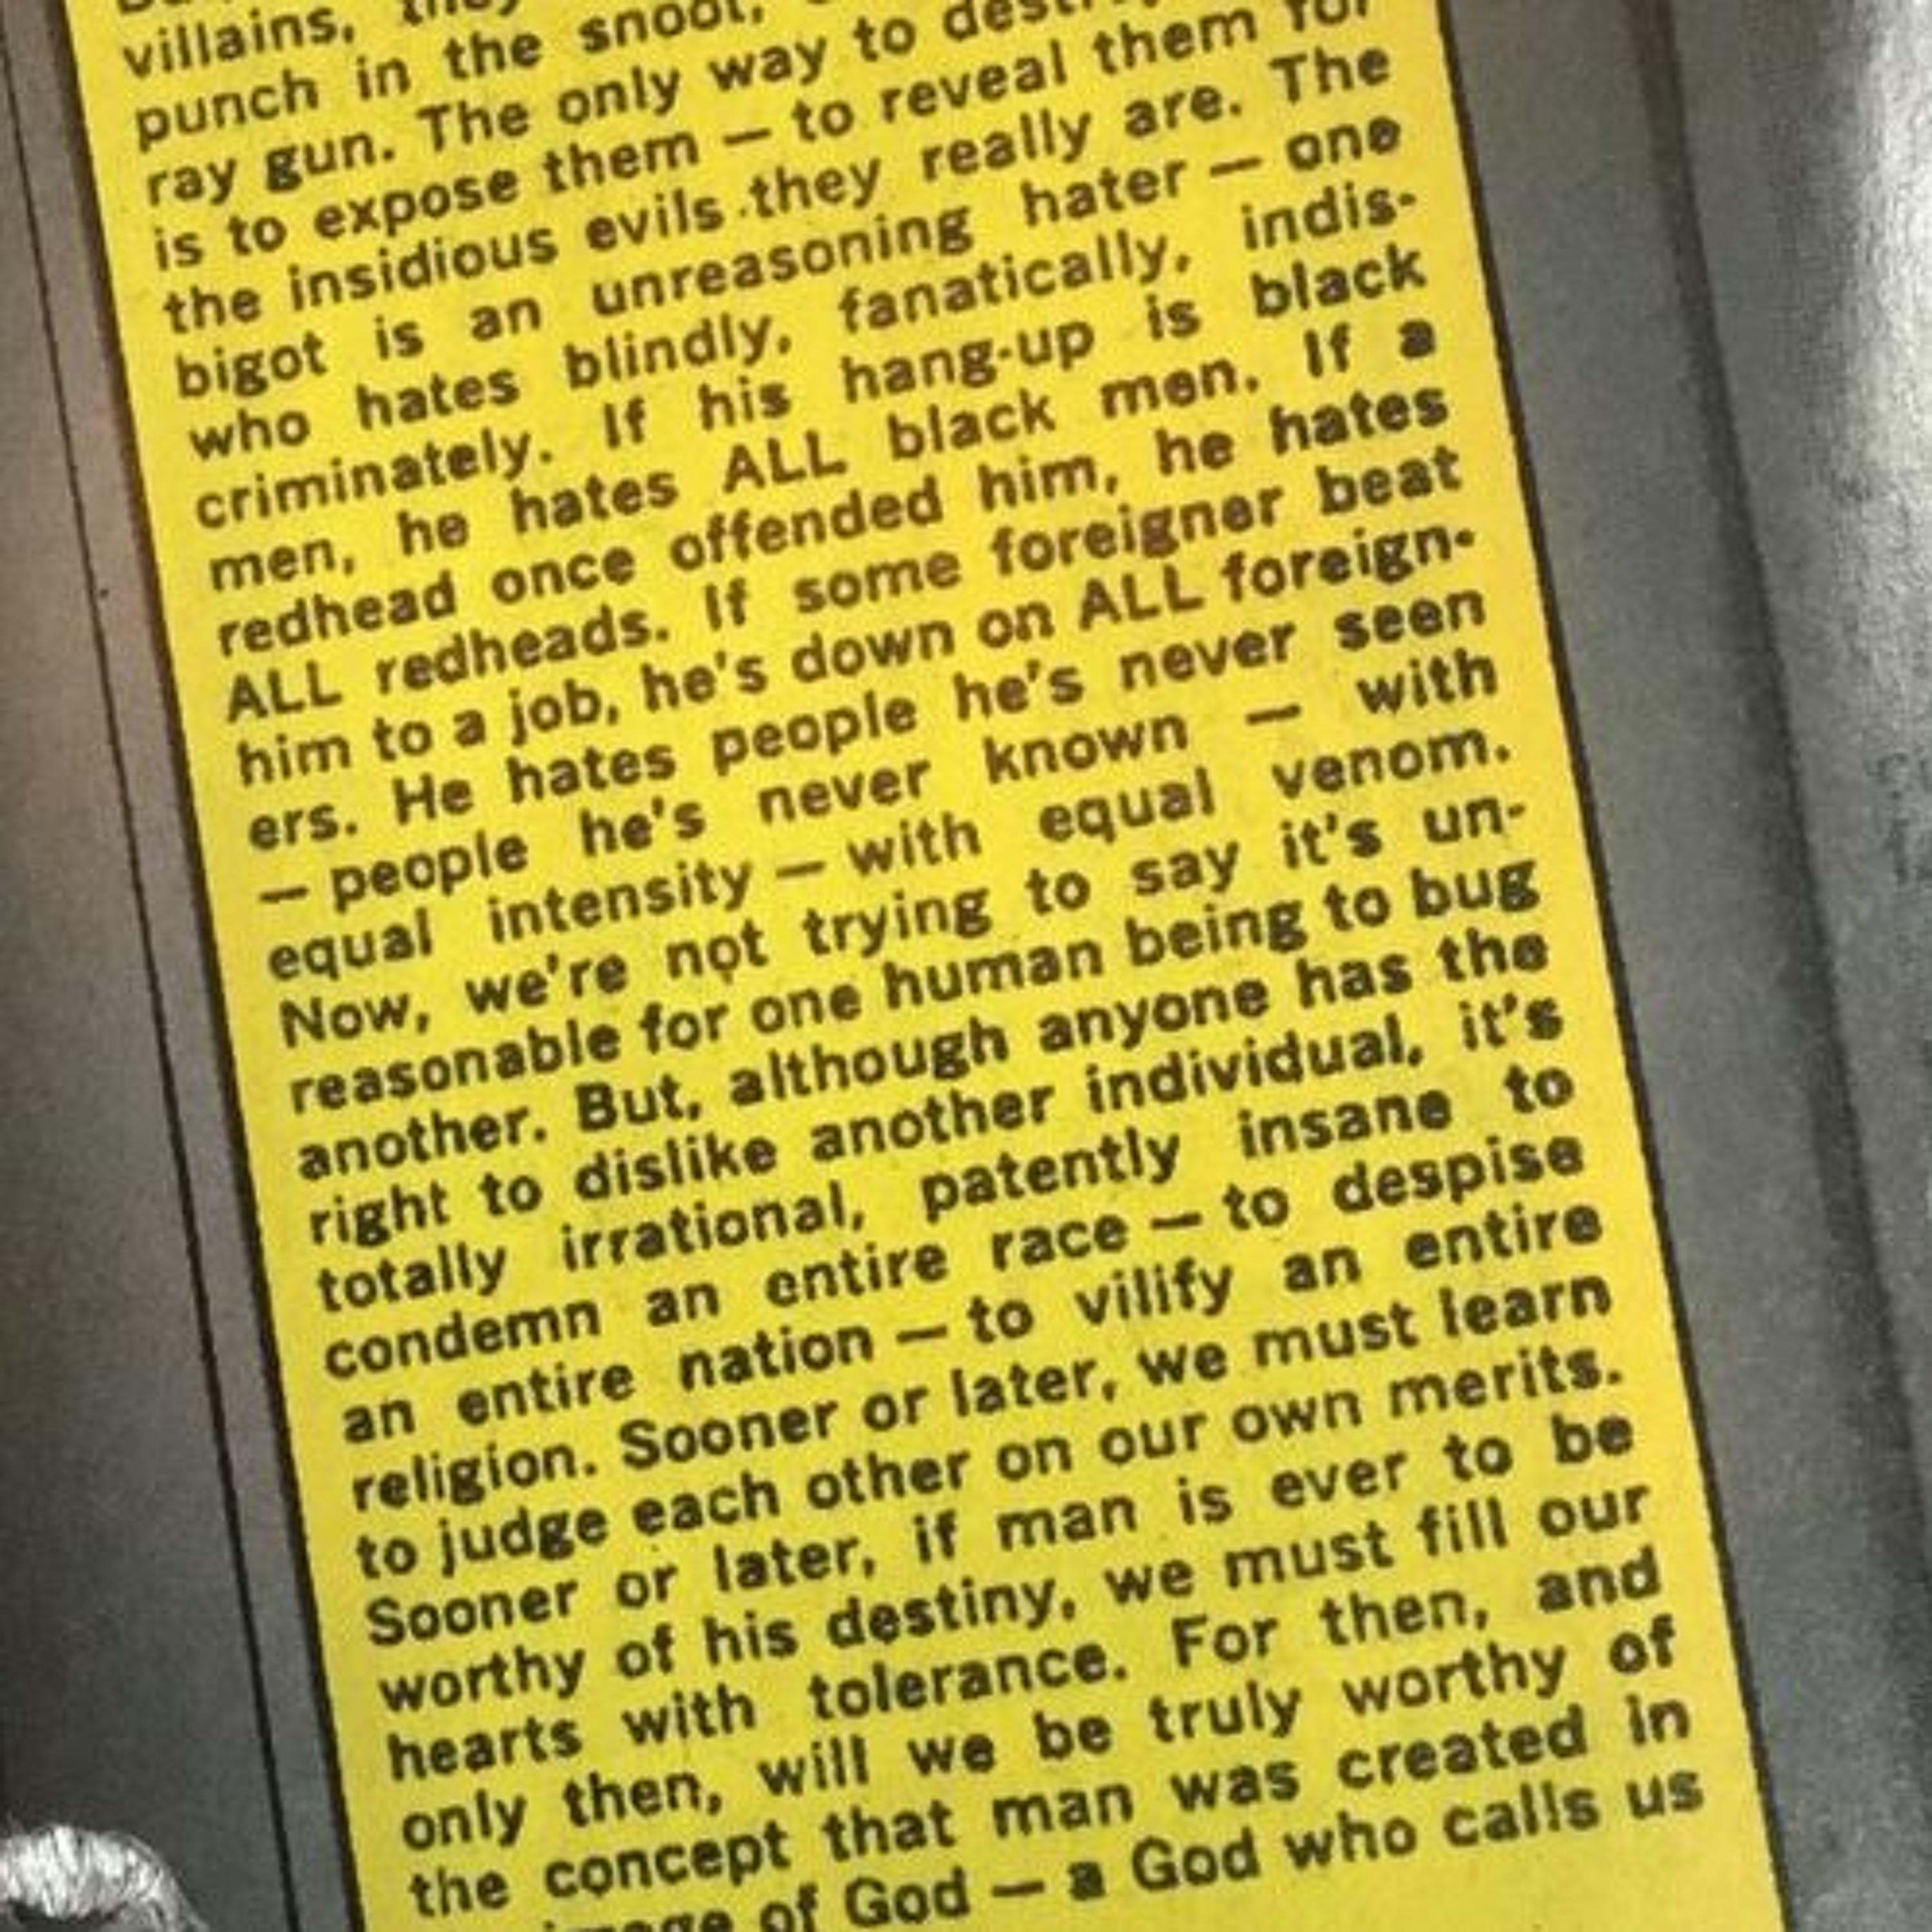 villains, they
punch in the snoot,
ray gun. The only way to
is to expose them — to reveal them for
the insidious evils they really are. The
bigot is an unreasoning hater — one
who hates blindly, fanatically, indis-
criminately. If his hang-up is black
men, he hates ALL black men. If a
redhead once offended him, he hates
ALL redheads. If some foreigner beat
him to a job, he's down on ALL foreign-
ers. He hates people he's never seen
— people he's never known — with
equal intensity — with equal venom.
Now, we're not trying to say it's un-
reasonable for one human being to bug
another. But, although anyone has the
right to dislike another individual, it's
totally irrational, patently insane to
condemn an entire race — to despise
an entire nation — to vilify an entire
religion. Sooner or later, we must learn
to judge each other on our own merits.
Sooner or later, if man is ever to be
worthy of his destiny, we must fill our
hearts with tolerance. For then, and
only then, will we be truly worthy of
the concept that man was created in
image of God — a God who calls us